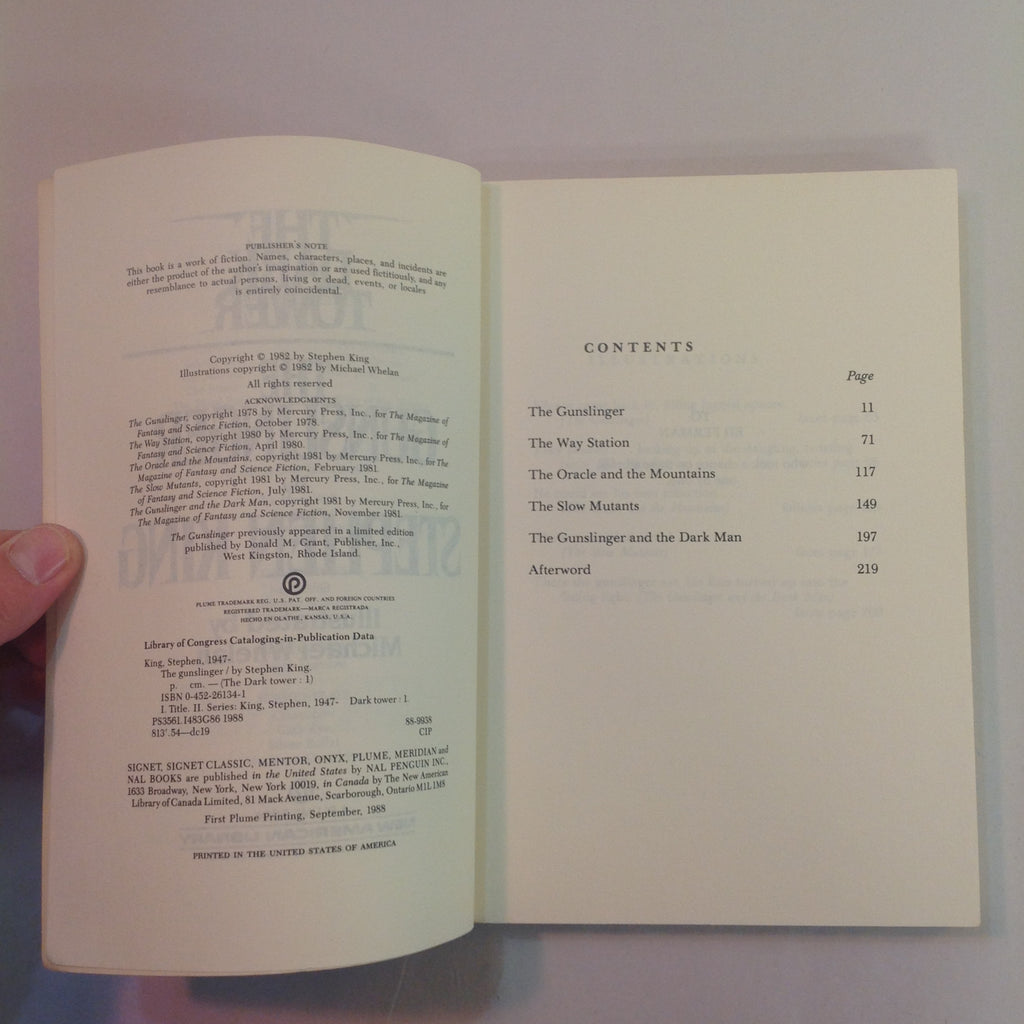 PUBLISHER'S NOTE
This book is a work of fiction. Names, characters, places, and incidents are
either the product of the author's imagination or are used fictitiously, and any
resemblance to actual persons, living or dead, events, or locales
is entirely coincidental.
Copyright © 1982 by Stephen King
Illustrations copyright © 1982 by Michael Whelan
All rights reserved
ACKNOWLEDGMENTS
The Gunslinger, copyright 1978 by Mercury Press, Inc., for The Magazine of
Fantasy and Science Fiction, October 1978.
The Way Station, copyright 1980 by Mercury Press, Inc., for The Magazine of
Fantasy and Science Fiction, April 1980.
The Oracle and the Mountains, copyright 1981 by Mercury Press, Inc., for The
Magazine of Fantasy and Science Fiction, February 1981.
The Slow Mutants, copyright 1981 by Mercury Press, Inc., for The Magazine
of Fantasy and Science Fiction, July 1981.
The Gunslinger and the Dark Man, copyright 1981 by Mercury Press, Inc., for
The Magazine of Fantasy and Science Fiction, November 1981.
The Gunslinger previously appeared in a limited edition
published by Donald M. Grant, Publisher, Inc.,
West Kingston, Rhode Island.
P
PLUME TRADEMARK REG. U.S. PAT. OFF. AND FOREIGN COUNTRIES
REGISTERED TRADEMARK—MARCA REGISTRADA
HECHO EN OLATHE, KANSAS, U.S.A.
Library of Congress Cataloging-in-Publication Data
King, Stephen, 1947-
The gunslinger / by Stephen King.
p. cm. — (The Dark tower : 1)
ISBN 0-452-26134-1
I. Title. II. Series: King, Stephen, 1947- Dark tower : 1.
PS3561.I483G86 1988 88-9938
813'.54—dc19 CIP
SIGNET, SIGNET CLASSIC, MENTOR, ONYX, PLUME, MERIDIAN and
NAL BOOKS are published in the United States by NAL PENGUIN INC.,
1633 Broadway, New York, New York 10019, in Canada by The New American
Library of Canada Limited, 81 Mack Avenue, Scarborough, Ontario M1L 1M8
First Plume Printing, September, 1988
PRINTED IN THE UNITED STATES OF AMERICA
CONTENTS
Page
The Gunslinger 11
The Way Station 71
The Oracle and the Mountains 117
The Slow Mutants 149
The Gunslinger and the Dark Man 197
Afterword 219